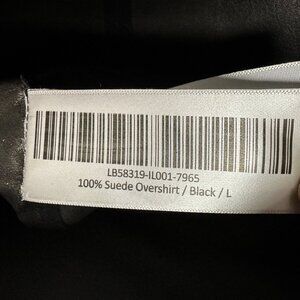 LB58319-IL001-7965
100% Suede Overshirt / Black / L